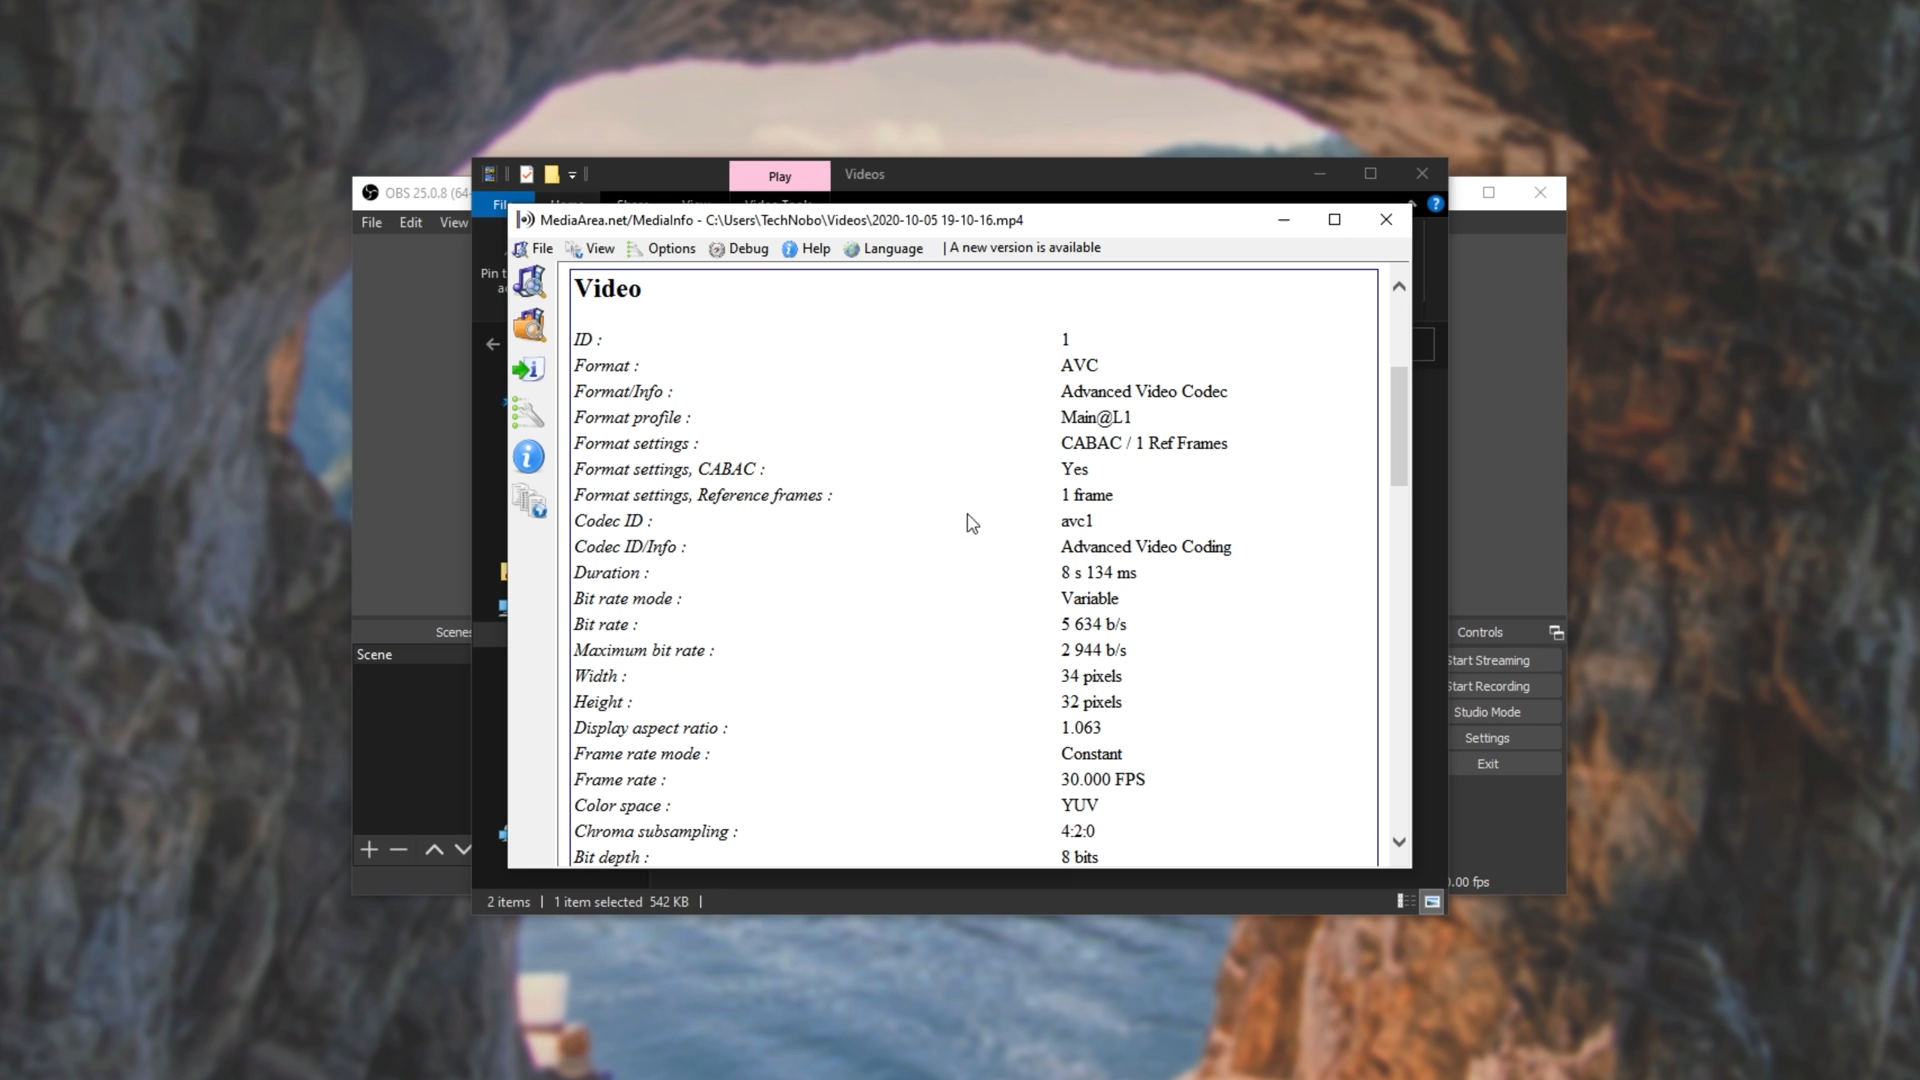 Play
Videos
OBS 25.0.8 (64-
File Edit View
MediaArea.net/MediaInfo - C:\Users\TechNobo\Videos\2020-10-05 19-10-16.mp4
File View Options Debug Help Language | A new version is available
Video
ID : 1
Format : AVC
Format/Info : Advanced Video Codec
Format profile : Main@L1
Format settings : CABAC / 1 Ref Frames
Format settings, CABAC : Yes
Format settings, Reference frames : 1 frame
Codec ID : avc1
Codec ID/Info : Advanced Video Coding
Duration : 8 s 134 ms
Bit rate mode : Variable
Bit rate : 5 634 b/s
Maximum bit rate : 2 944 b/s
Width : 34 pixels
Height : 32 pixels
Display aspect ratio : 1.063
Frame rate mode : Constant
Frame rate : 30.000 FPS
Color space : YUV
Chroma subsampling : 4:2:0
Bit depth : 8 bits
Scenes
Scene
Controls
Start Streaming
Start Recording
Studio Mode
Settings
Exit
.00 fps
2 items | 1 item selected 542 KB |